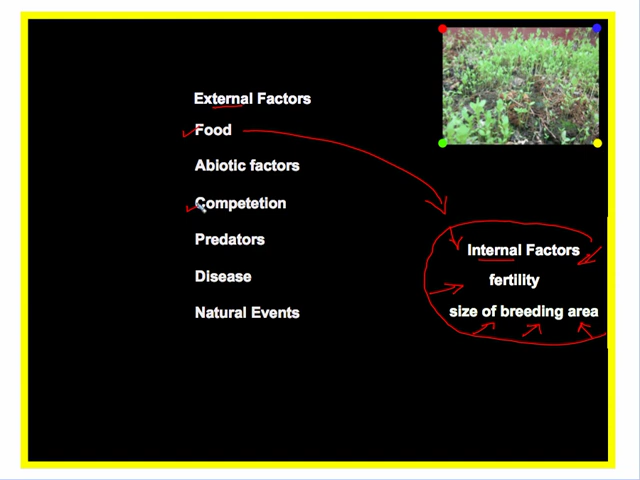 External Factors
Food
Abiotic factors
Competetion
Predators
Disease
Natural Events
Internal Factors
fertility
size of breeding area